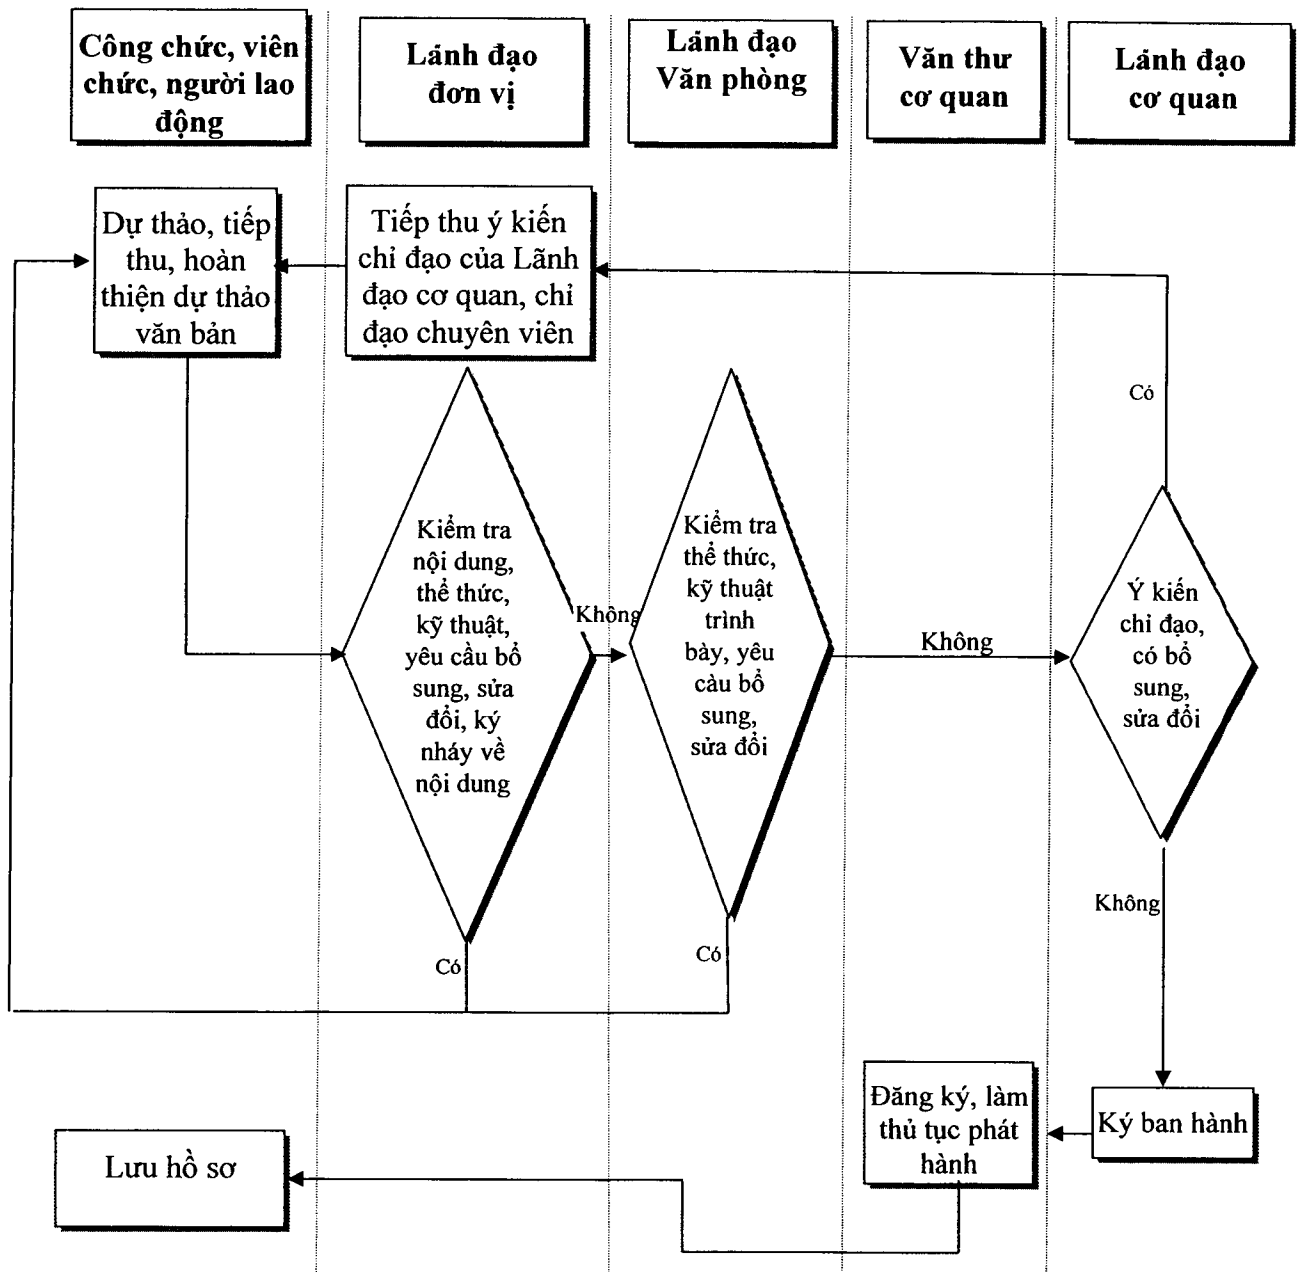 Công chức, viên
chức, người lao
động
Lánh đạo
đơn vị
Lánh đạo
Văn phòng
Văn thư
cơ quan
Lánh đạo
cơ quan
Dự thảo, tiếp
thu, hoàn
thiện dự thảo
văn bản
Tiếp thu ý kiến
chỉ đạo của Lãnh
đạo cơ quan, chỉ
đạo chuyên viên
Có
Kiểm tra
nội dung,
thể thức,
kỹ thuật,
yêu cầu bổ
sung, sửa
đổi, ký
nháy về
nội dung
Không
Kiểm tra
thể thức,
kỹ thuật
trình
bày, yêu
càu bổ
sung,
sửa đổi
Không
Ý kiến
chỉ đạo,
có bổ
sung,
sửa đổi
Có
Có
Không
Đăng ký, làm
thủ tục phát
hành
Ký ban hành
Lưu hồ sơ